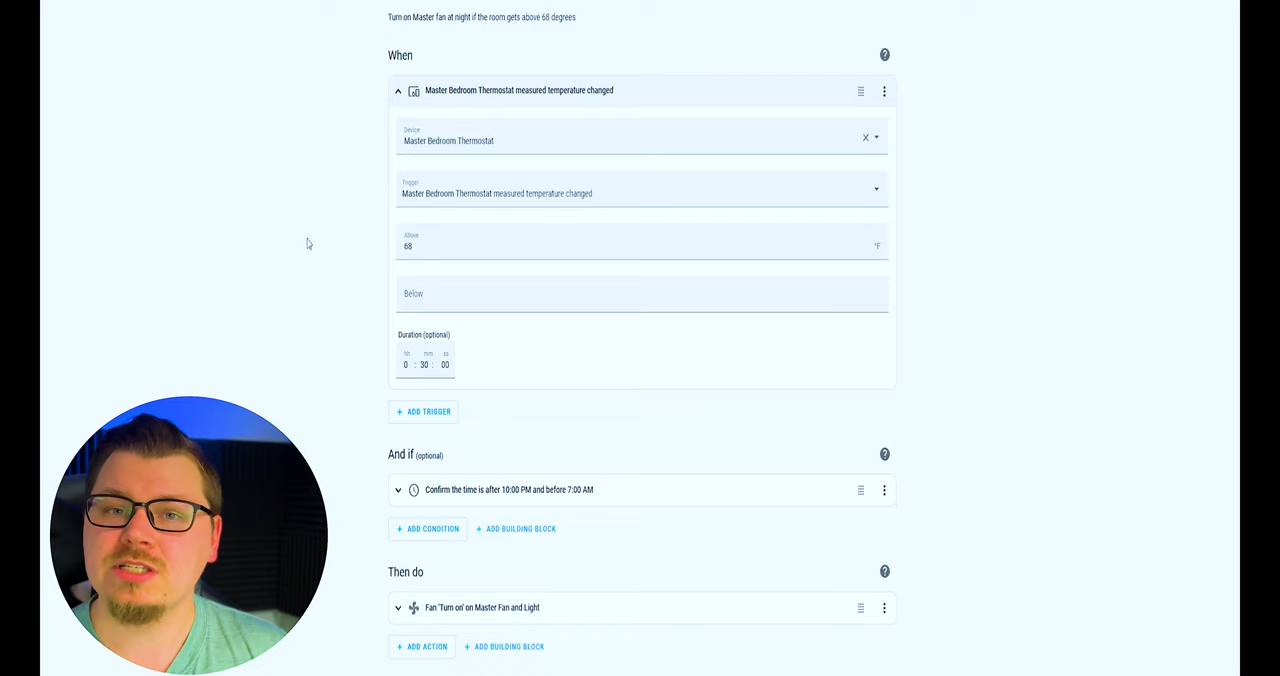 Turn on Master fan at night if the room gets above 68 degrees
When
Master Bedroom Thermostat measured temperature changed
Device
Master Bedroom Thermostat
Trigger
Master Bedroom Thermostat measured temperature changed
Above
68 °F
Below
Duration (optional)
hh mm ss
0 : 30 : 00
+ ADD TRIGGER
And if (optional)
Confirm the time is after 10:00 PM and before 7:00 AM
+ ADD CONDITION + ADD BUILDING BLOCK
Then do
Fan 'Turn on' on Master Fan and Light
+ ADD ACTION + ADD BUILDING BLOCK